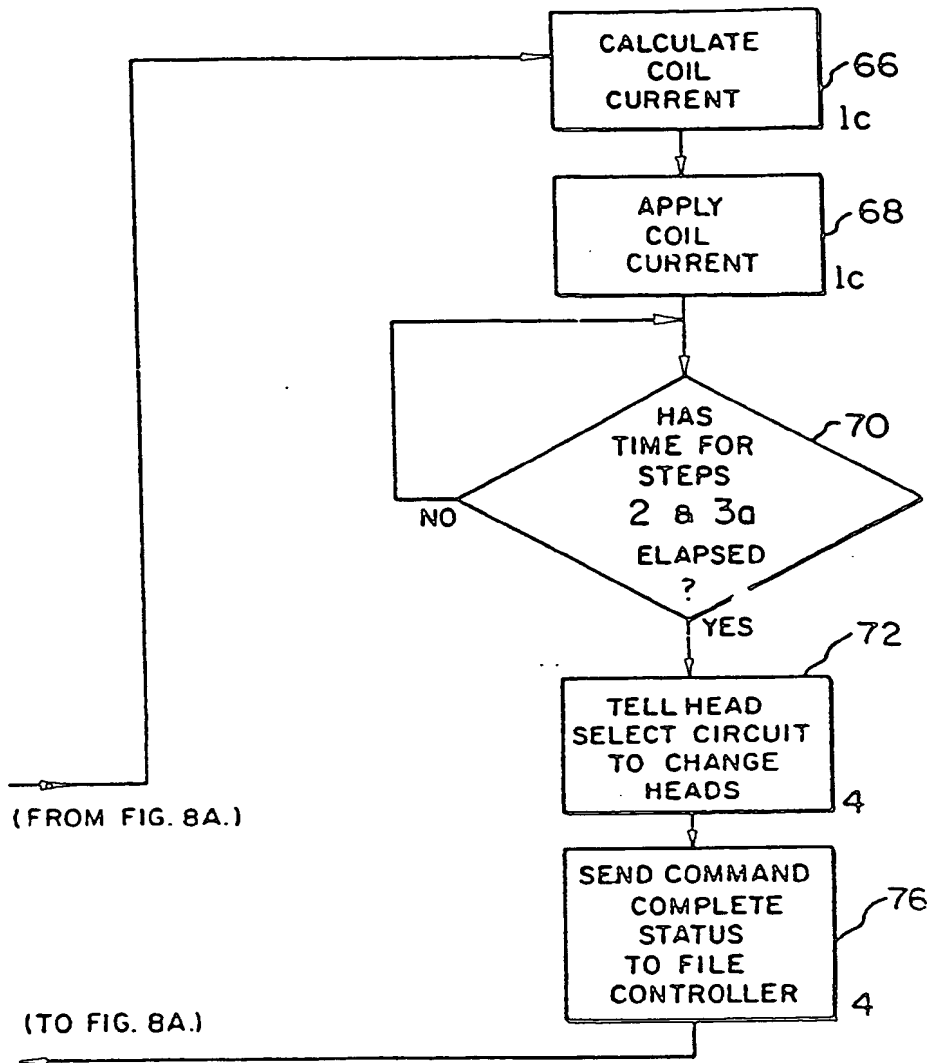 CALCULATE
COIL
CURRENT
66
1c
APPLY
COIL
CURRENT
68
1c
HAS
TIME FOR
STEPS
2 & 3a
ELAPSED
?
70
NO
YES
72
TELL HEAD
SELECT CIRCUIT
TO CHANGE
HEADS
4
(FROM FIG. 8A.)
SEND COMMAND
COMPLETE
STATUS
TO FILE
CONTROLLER
76
4
(TO FIG. 8A.)